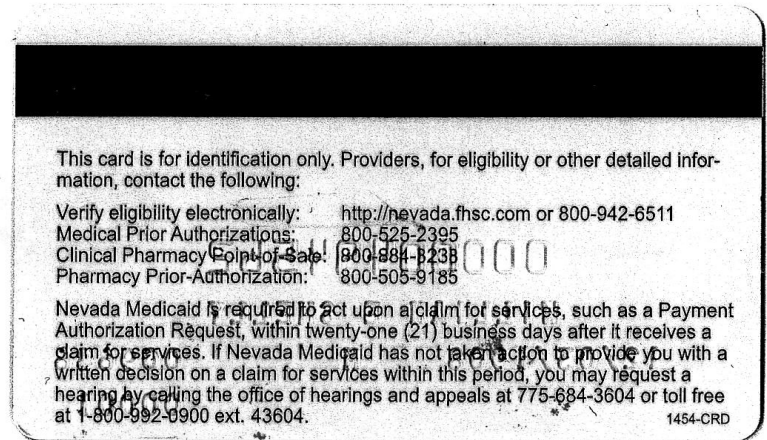 This card is for identification only. Providers, for eligibility or other detailed infor-
mation, contact the following:
Verify eligibility electronically: http://nevada.fhsc.com or 800-942-6511
Medical Prior Authorizations: 800-525-2395
Clinical Pharmacy Point-of-Sale: 800-884-3238
Pharmacy Prior-Authorization: 800-505-9185
Nevada Medicaid is required to act upon a claim for services, such as a Payment
Authorization Request, within twenty-one (21) business days after it receives a
claim for services. If Nevada Medicaid has not taken action to provide you with a
written decision on a claim for services within this period, you may request a
hearing by calling the office of hearings and appeals at 775-684-3604 or toll free
at 1-800-992-0900 ext. 43604.
1454-CRD